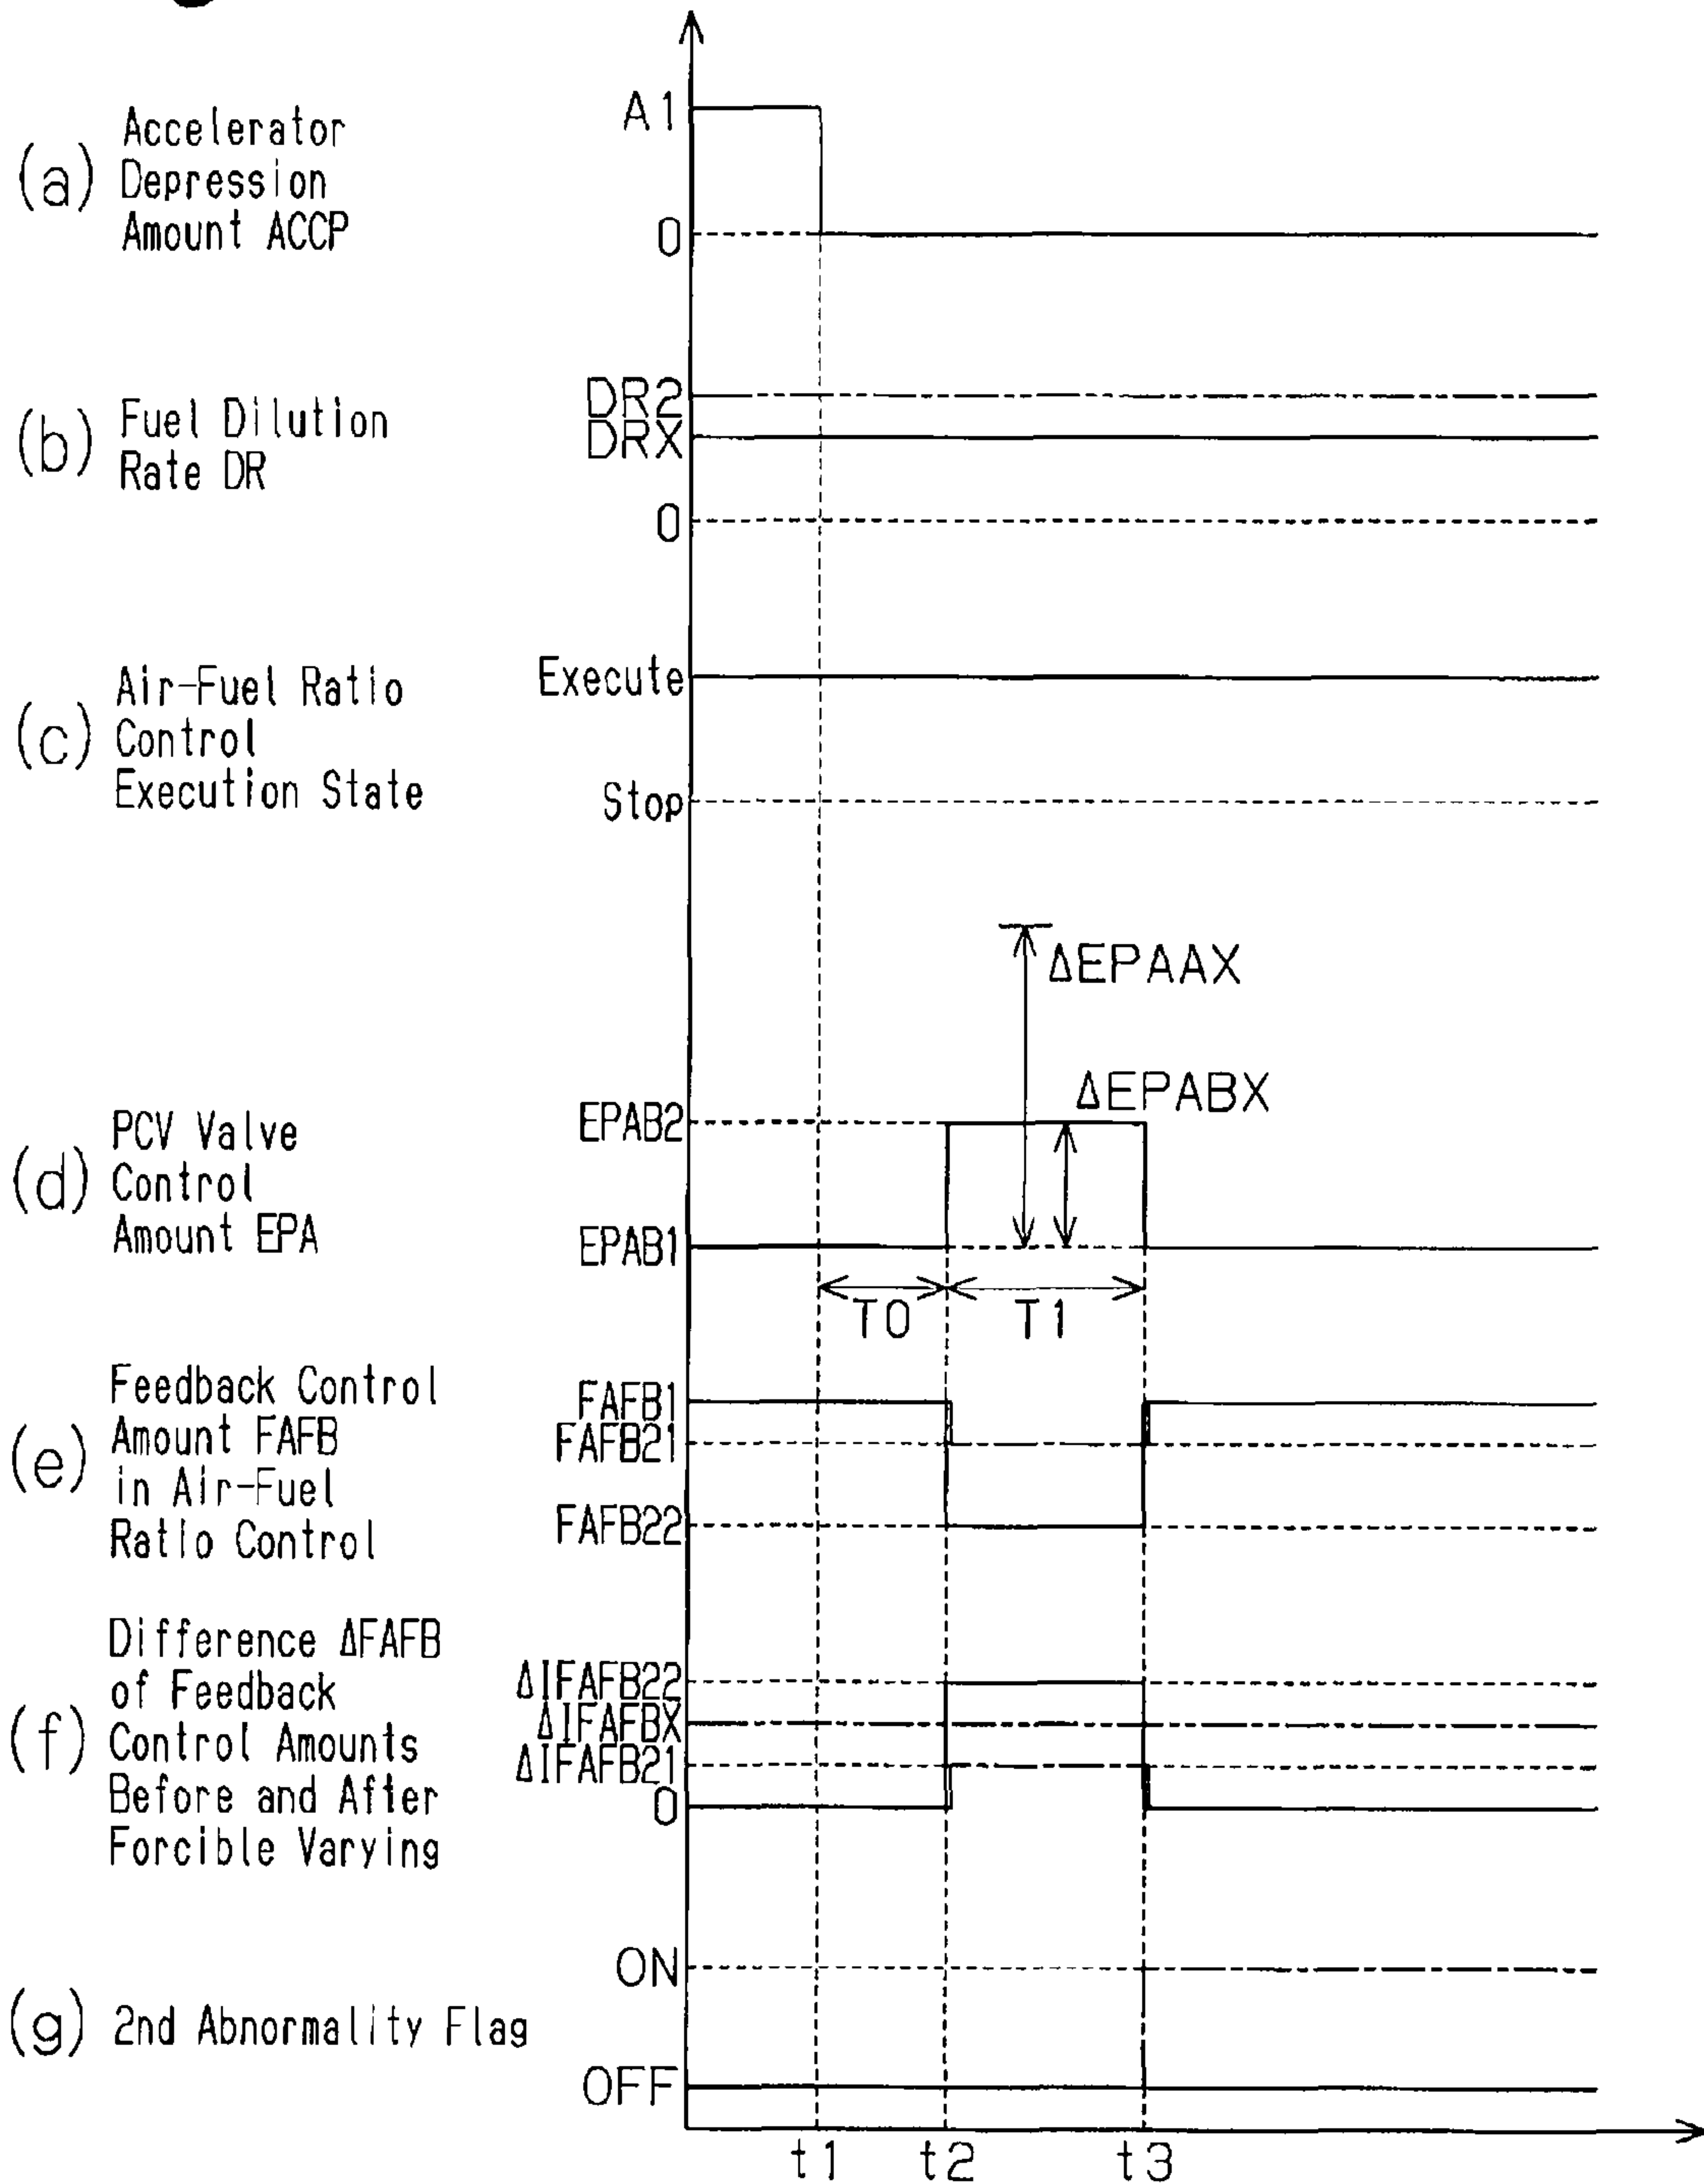 (a) Accelerator
Depression
Amount ACCP
A1
0
(b) Fuel Dilution
Rate DR
DR2
DRX
0
(c) Air-Fuel Ratio
Control
Execution State
Execute
Stop
(d) PCV Valve
Control
Amount EPA
ΔEPAAX
ΔEPABX
EPAB2
EPAB1
T0
T1
(e) Feedback Control
Amount FAFB
in Air-Fuel
Ratio Control
FAFB1
FAFB21
FAFB22
(f) Difference ΔFAFB
of Feedback
Control Amounts
Before and After
Forcible Varying
ΔIFAFB22
ΔIFAFBX
ΔIFAFB21
0
(g) 2nd Abnormality Flag
ON
OFF
t1
t2
t3